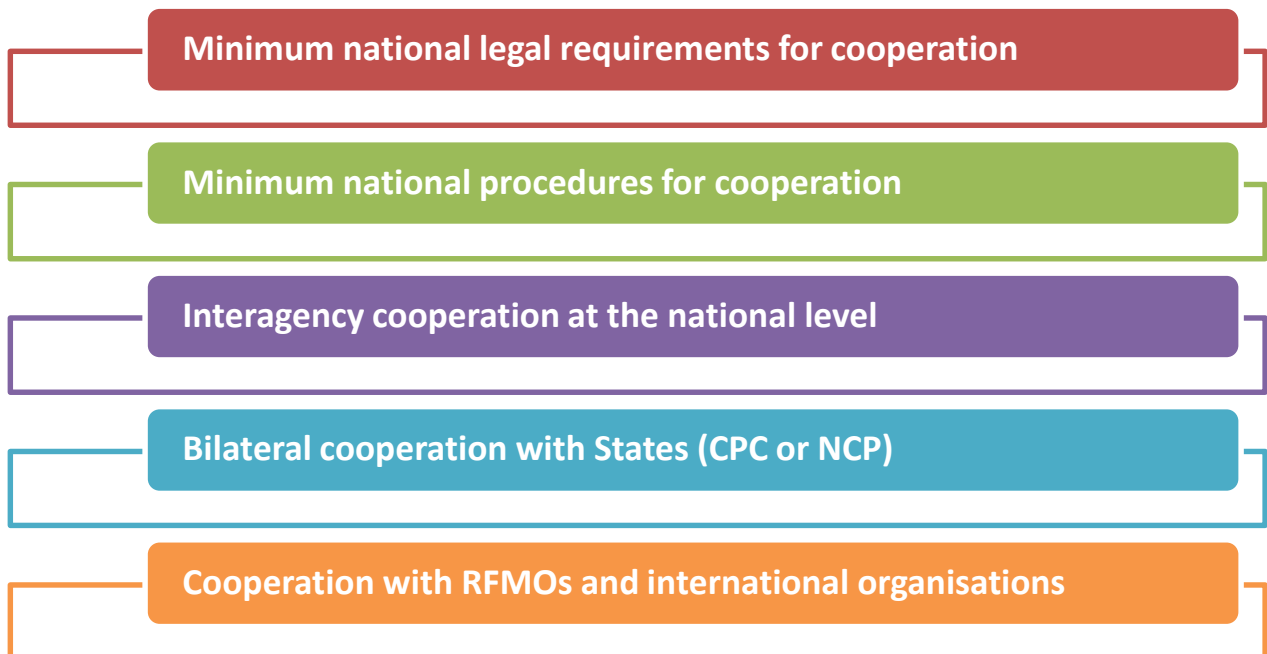 Minimum national legal requirements for cooperation
Minimum national procedures for cooperation
Interagency cooperation at the national level
Bilateral cooperation with States (CPC or NCP)
Cooperation with RFMOs and international organisations